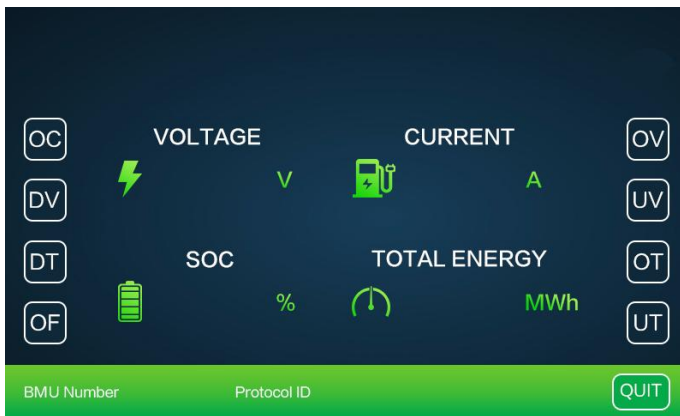 OC VOLTAGE CURRENT OV
V A
DV UV
DT SOC TOTAL ENERGY OT
% MWh
OF UT
BMU Number Protocol ID QUIT